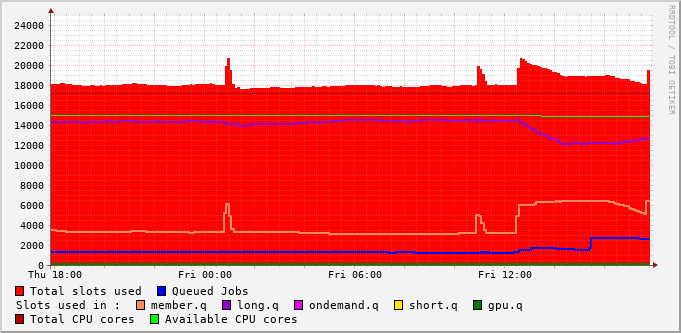 24000
22000
20000
18000
16000
14000
12000
10000
8000
6000
4000
2000
0
Thu 18:00 Fri 00:00 Fri 06:00 Fri 12:00
RRDTOOL / TOBI OETIKER
Total slots used Queued Jobs
Slots used in : member.q long.q ondemand.q short.q gpu.q
Total CPU cores Available CPU cores